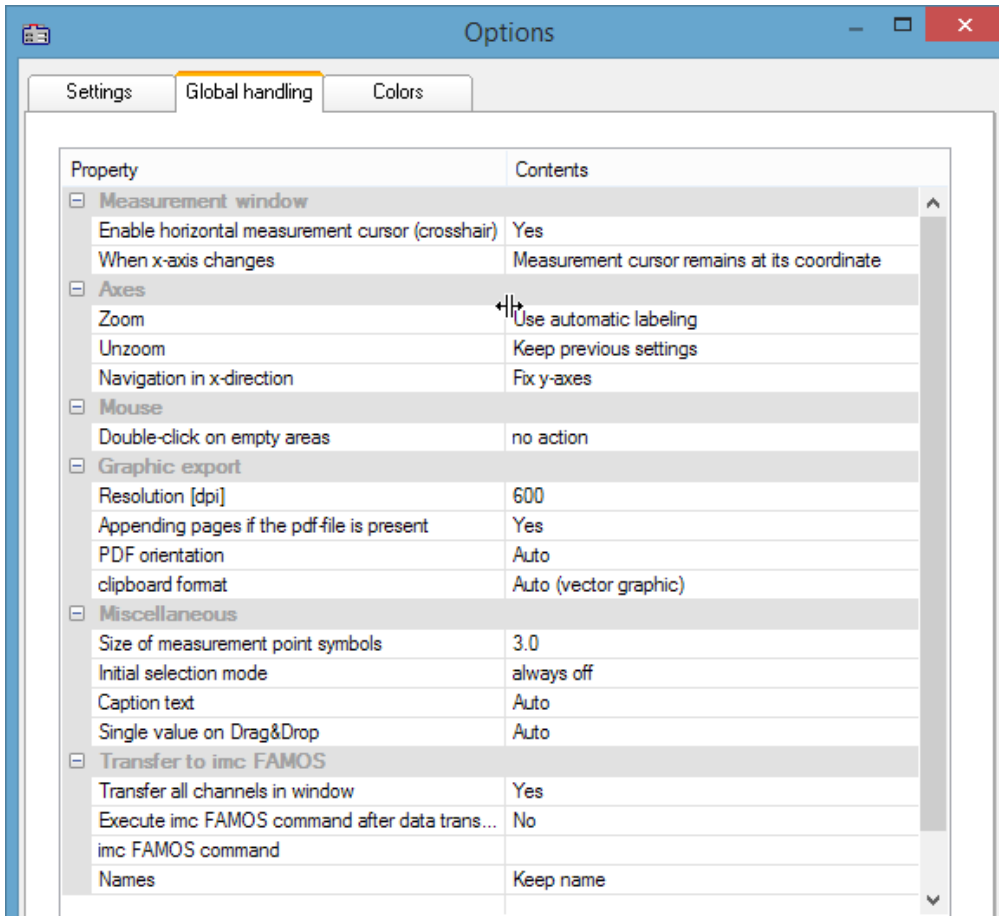 Options
Settings Global handling Colors
Property Contents
Measurement window
Enable horizontal measurement cursor (crosshair) Yes
When x-axis changes Measurement cursor remains at its coordinate
Axes
Zoom Use automatic labeling
Unzoom Keep previous settings
Navigation in x-direction Fix y-axes
Mouse
Double-click on empty areas no action
Graphic export
Resolution [dpi] 600
Appending pages if the pdf-file is present Yes
PDF orientation Auto
clipboard format Auto (vector graphic)
Miscellaneous
Size of measurement point symbols 3.0
Initial selection mode always off
Caption text Auto
Single value on Drag&Drop Auto
Transfer to imc FAMOS
Transfer all channels in window Yes
Execute imc FAMOS command after data trans... No
imc FAMOS command
Names Keep name